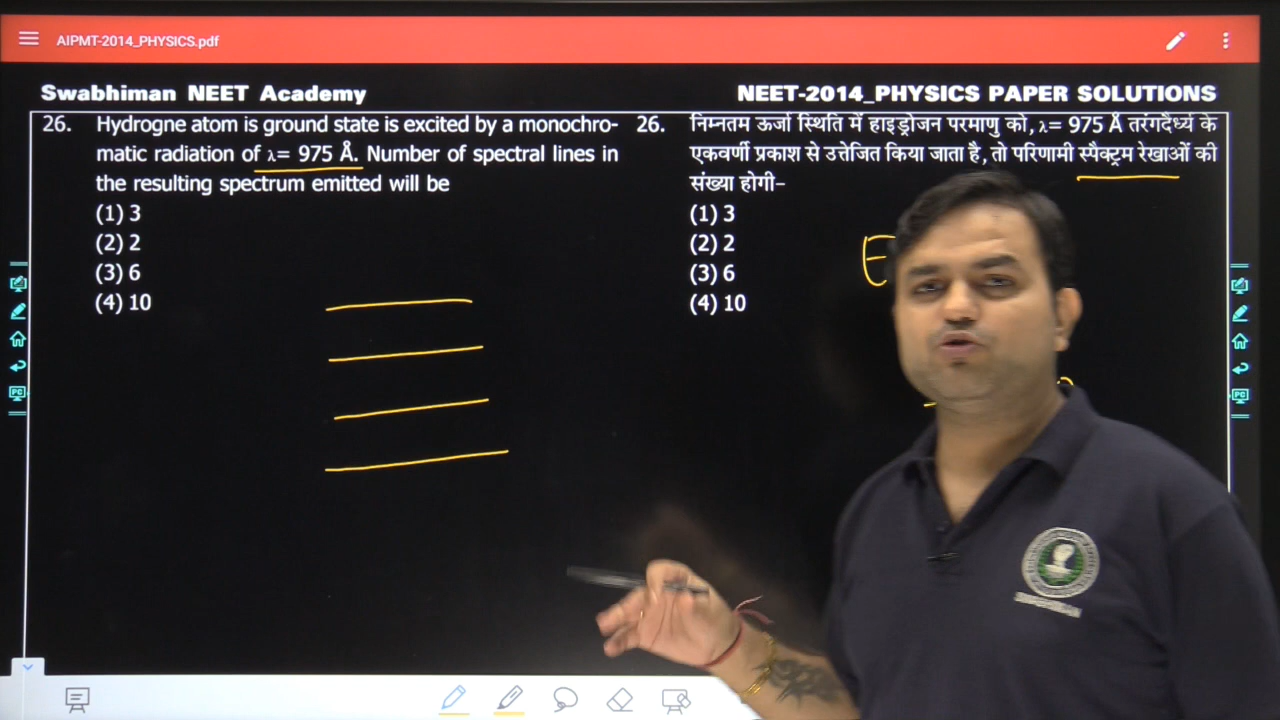 AIPMT-2014_PHYSICS.pdf
Swabhiman NEET Academy
NEET-2014_PHYSICS PAPER SOLUTIONS
26. Hydrogne atom is ground state is excited by a monochro-
matic radiation of λ= 975 Å. Number of spectral lines in
the resulting spectrum emitted will be
(1) 3
(2) 2
(3) 6
(4) 10
26. निम्नतम ऊर्जा स्थिति में हाइड्रोजन परमाणु को, λ= 975 Å तरंगदैर्ध्य के
एकवर्णी प्रकाश से उत्तेजित किया जाता है, तो परिणामी स्पैक्ट्रम रेखाओं की
संख्या होगी–
(1) 3
(2) 2
(3) 6
(4) 10
E
PC
PC